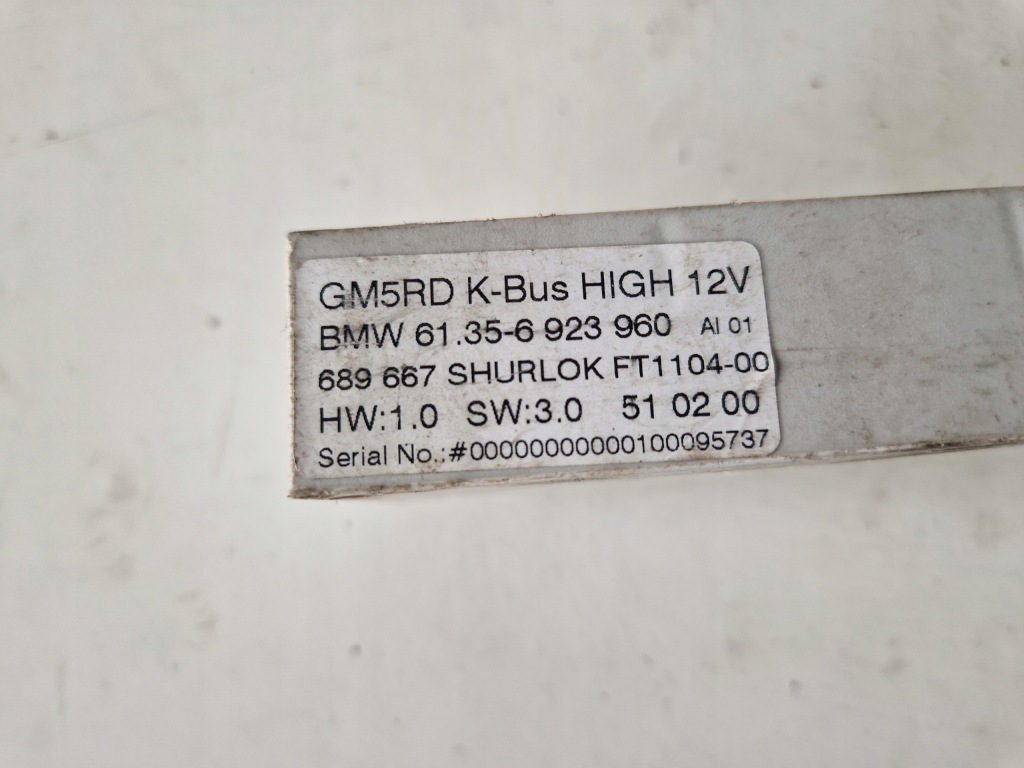 GM5RD K-Bus HIGH 12V
BMW 61.35-6 923 960 AI 01
689 667 SHURLOK FT1104-00
HW:1.0 SW:3.0 51 02 00
Serial No.:#00000000000100095737